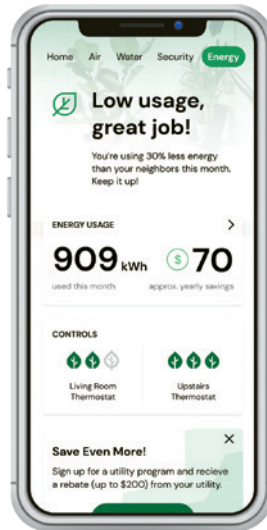 Home Air Water Security Energy
Low usage,
great job!
You're using 30% less energy
than your neighbors this month.
Keep it up!
ENERGY USAGE >
909 kWh $ 70
used this month approx. yearly savings
CONTROLS
Living Room Upstairs
Thermostat Thermostat
Save Even More! ×
Sign up for a utility program and recieve
a rebate (up to $200) from your utility.